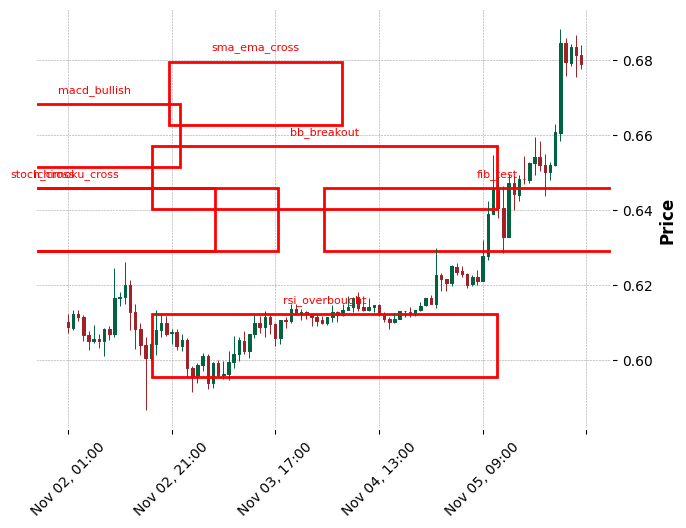 sma_ema_cross
macd_bullish
bb_breakout
stoch_cross
ichimoku_cross
fib_test
rsi_overbought
0.68
0.66
0.64
0.62
0.60
Price
Nov 02, 01:00
Nov 02, 21:00
Nov 03, 17:00
Nov 04, 13:00
Nov 05, 09:00